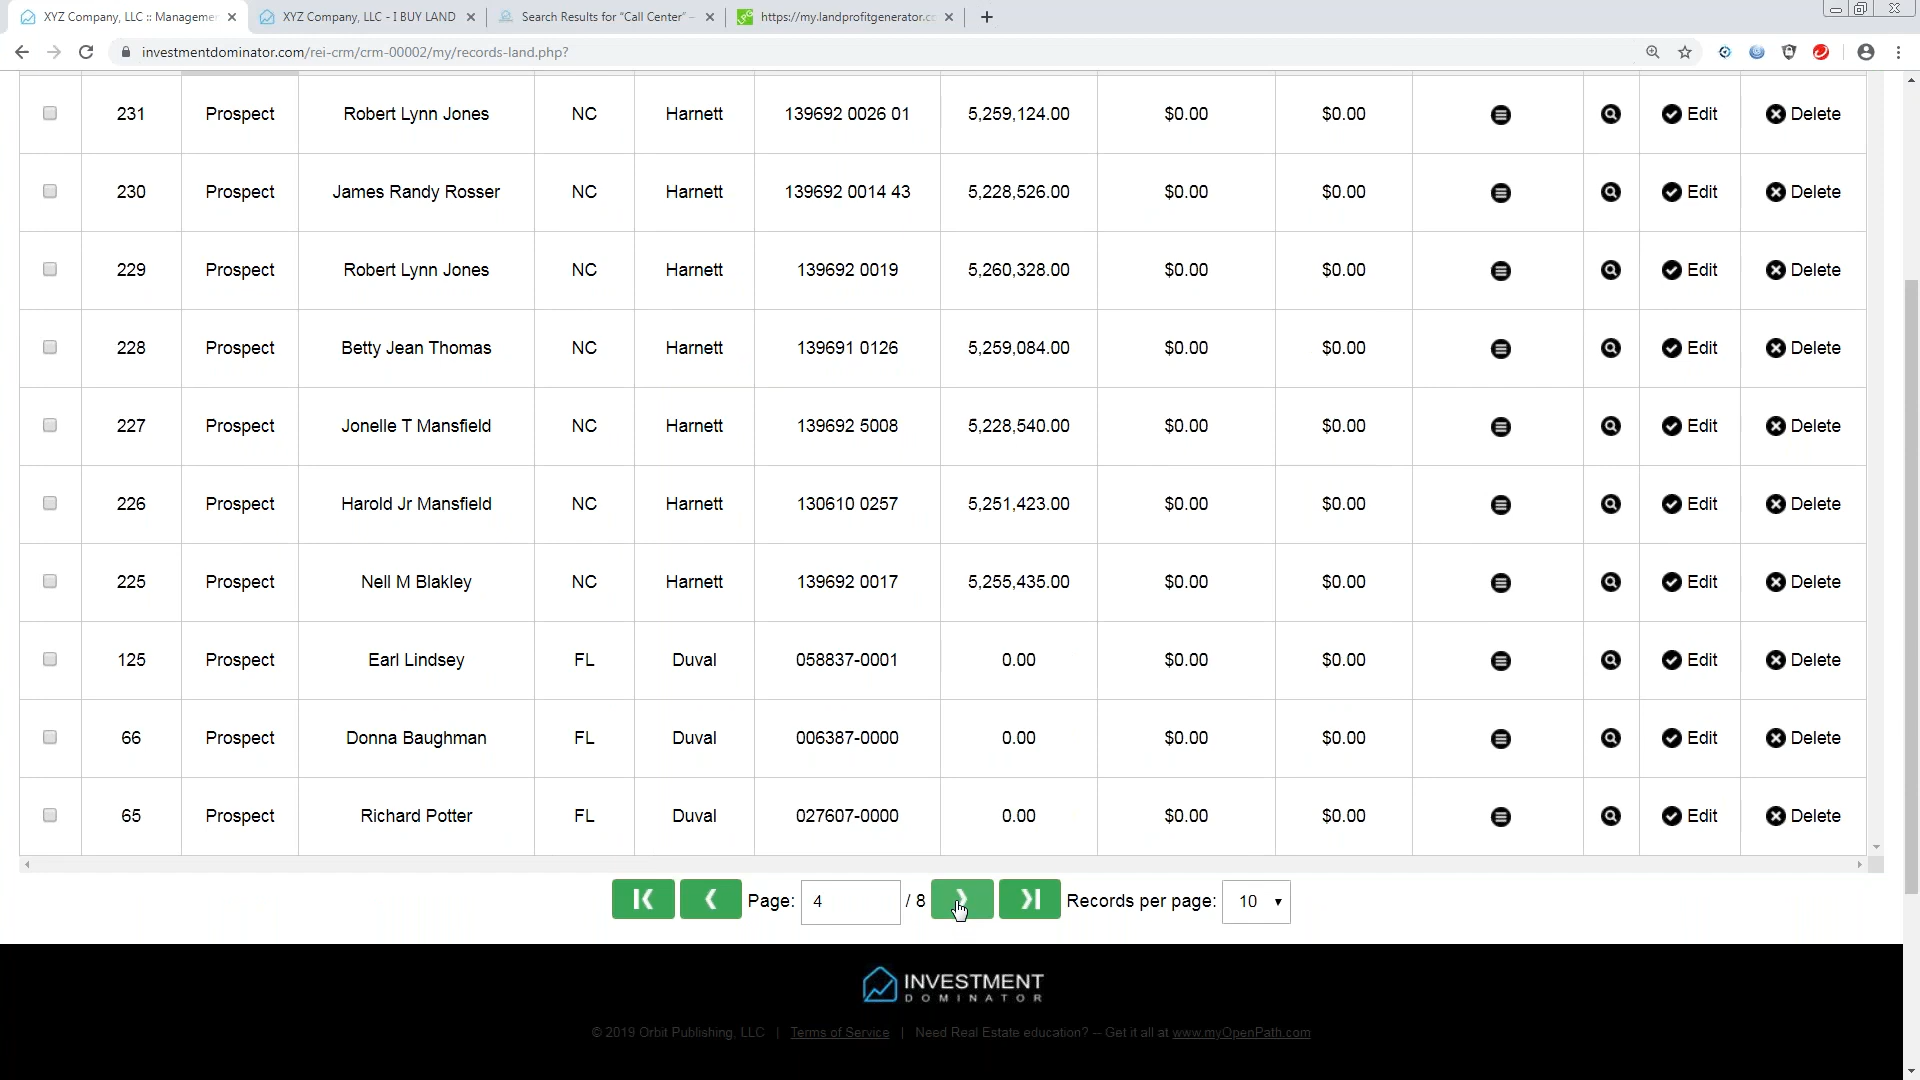 XYZ Company, LLC :: Managemen
XYZ Company, LLC - I BUY LAND
Search Results for "Call Center" -
https://my.landprofitgenerator.cc
investmentdominator.com/rei-crm/crm-00002/my/records-land.php?
231 Prospect Robert Lynn Jones NC Harnett 139692 0026 01 5,259,124.00 $0.00 $0.00 Edit Delete
230 Prospect James Randy Rosser NC Harnett 139692 0014 43 5,228,526.00 $0.00 $0.00 Edit Delete
229 Prospect Robert Lynn Jones NC Harnett 139692 0019 5,260,328.00 $0.00 $0.00 Edit Delete
228 Prospect Betty Jean Thomas NC Harnett 139691 0126 5,259,084.00 $0.00 $0.00 Edit Delete
227 Prospect Jonelle T Mansfield NC Harnett 139692 5008 5,228,540.00 $0.00 $0.00 Edit Delete
226 Prospect Harold Jr Mansfield NC Harnett 130610 0257 5,251,423.00 $0.00 $0.00 Edit Delete
225 Prospect Nell M Blakley NC Harnett 139692 0017 5,255,435.00 $0.00 $0.00 Edit Delete
125 Prospect Earl Lindsey FL Duval 058837-0001 0.00 $0.00 $0.00 Edit Delete
66 Prospect Donna Baughman FL Duval 006387-0000 0.00 $0.00 $0.00 Edit Delete
65 Prospect Richard Potter FL Duval 027607-0000 0.00 $0.00 $0.00 Edit Delete
Page: 4 / 8 Records per page: 10
INVESTMENT
DOMINATOR
© 2019 Orbit Publishing, LLC | Terms of Service | Need Real Estate education? -- Get it all at www.myOpenPath.com